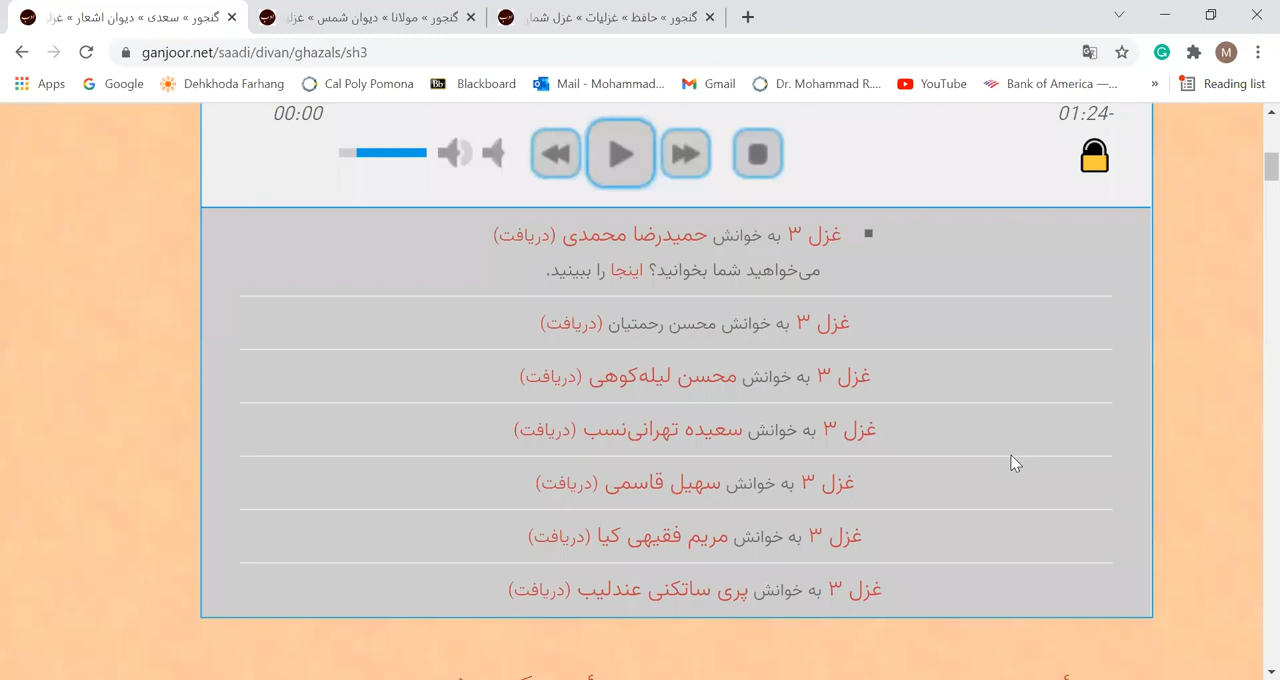 گنجور » سعدی » دیوان اشعار » غزلی
گنجور » مولانا » دیوان شمس » غزلی
گنجور » حافظ » غزلیات » غزل شما
ganjoor.net/saadi/divan/ghazals/sh3
M
Apps Google Dehkhoda Farhang Cal Poly Pomona Bb Blackboard Mail - Mohammad... Gmail Dr. Mohammad R.... YouTube Bank of America —... » Reading list
00:00 01:24-
غزل ۳ به خوانش حمیدرضا محمدی (دریافت)
می‌خواهید شما بخوانید؟ اینجا را ببینید.
غزل ۳ به خوانش محسن رحمتیان (دریافت)
غزل ۳ به خوانش محسن لیله‌کوهی (دریافت)
غزل ۳ به خوانش سعیده تهرانی‌نسب (دریافت)
غزل ۳ به خوانش سهیل قاسمی (دریافت)
غزل ۳ به خوانش مریم فقیهی کیا (دریافت)
غزل ۳ به خوانش پری ساتکنی عندلیب (دریافت)